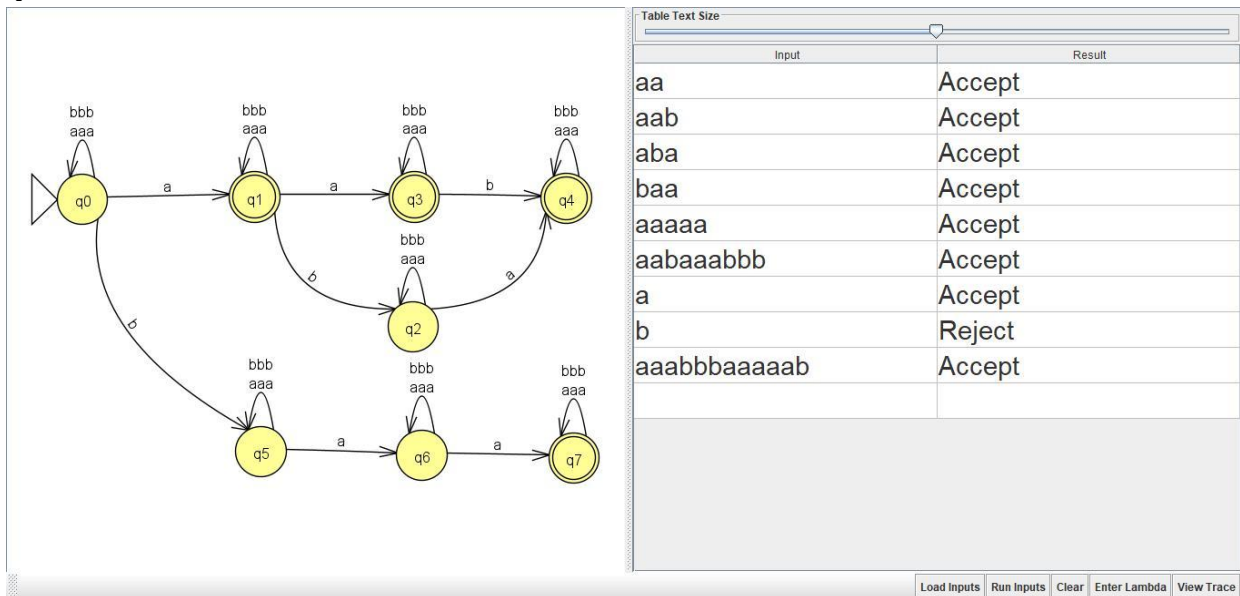 Table Text Size
Input Result
aa Accept
aab Accept
aba Accept
baa Accept
aaaaa Accept
aabaaabbb Accept
a Accept
b Reject
aaabbbaaaaab Accept
bbb bbb bbb bbb
aaa aaa aaa aaa
q0 a q1 a q3 b q4
bbb
aaa
b a
q2
b
bbb bbb bbb
aaa aaa aaa
q5 a q6 a q7
Load Inputs Run Inputs Clear Enter Lambda View Trace